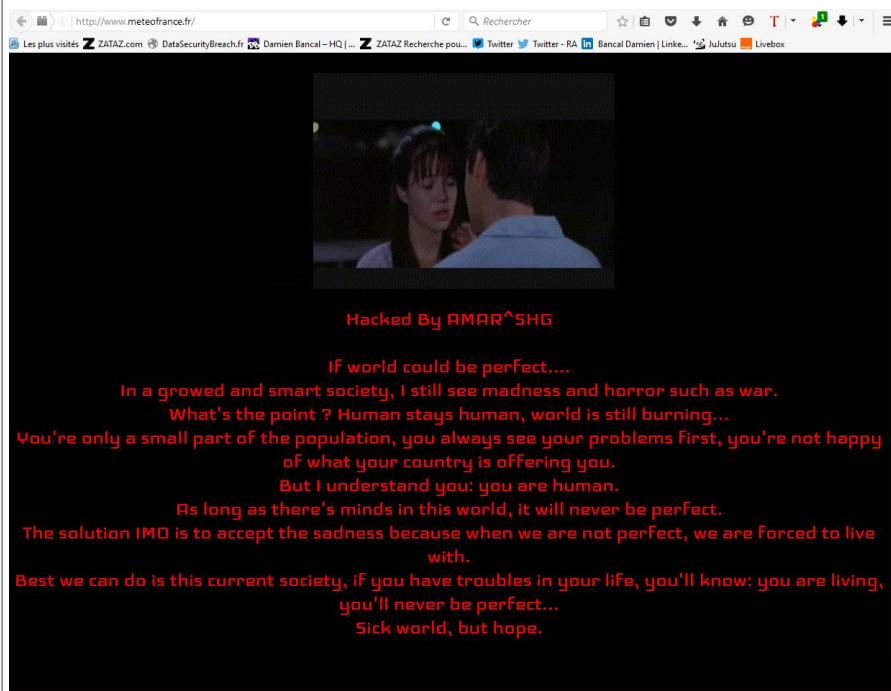 http://www.meteofrance.fr/
Rechercher
Les plus visités ZATAZ.com DataSecurityBreach.fr Damien Bancal – HQ | ... ZATAZ Recherche pou... Twitter Twitter - RA Bancal Damien | Linke... JuJutsu Livebox
Hacked By AMAR^SHG
If world could be perfect....
In a growed and smart society, I still see madness and horror such as war.
What's the point ? Human stays human, world is still burning...
You're only a small part of the population, you always see your problems first, you're not happy
of what your country is offering you.
But I understand you: you are human.
As long as there's minds in this world, it will never be perfect.
The solution IMO is to accept the sadness because when we are not perfect, we are forced to live
with.
Best we can do is this current society, if you have troubles in your life, you'll know: you are living,
you'll never be perfect...
Sick world, but hope.